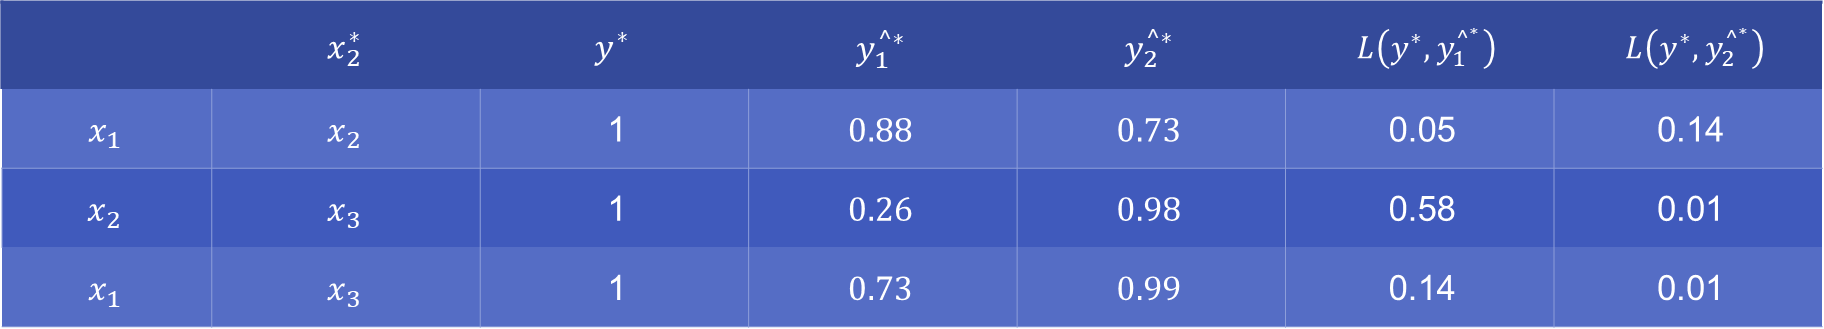 x₂* y* y₁^* y₂^* L(y*, y₁^*) L(y*, y₂^*)
x₁ x₂ 1 0.88 0.73 0.05 0.14
x₂ x₃ 1 0.26 0.98 0.58 0.01
x₁ x₃ 1 0.73 0.99 0.14 0.01